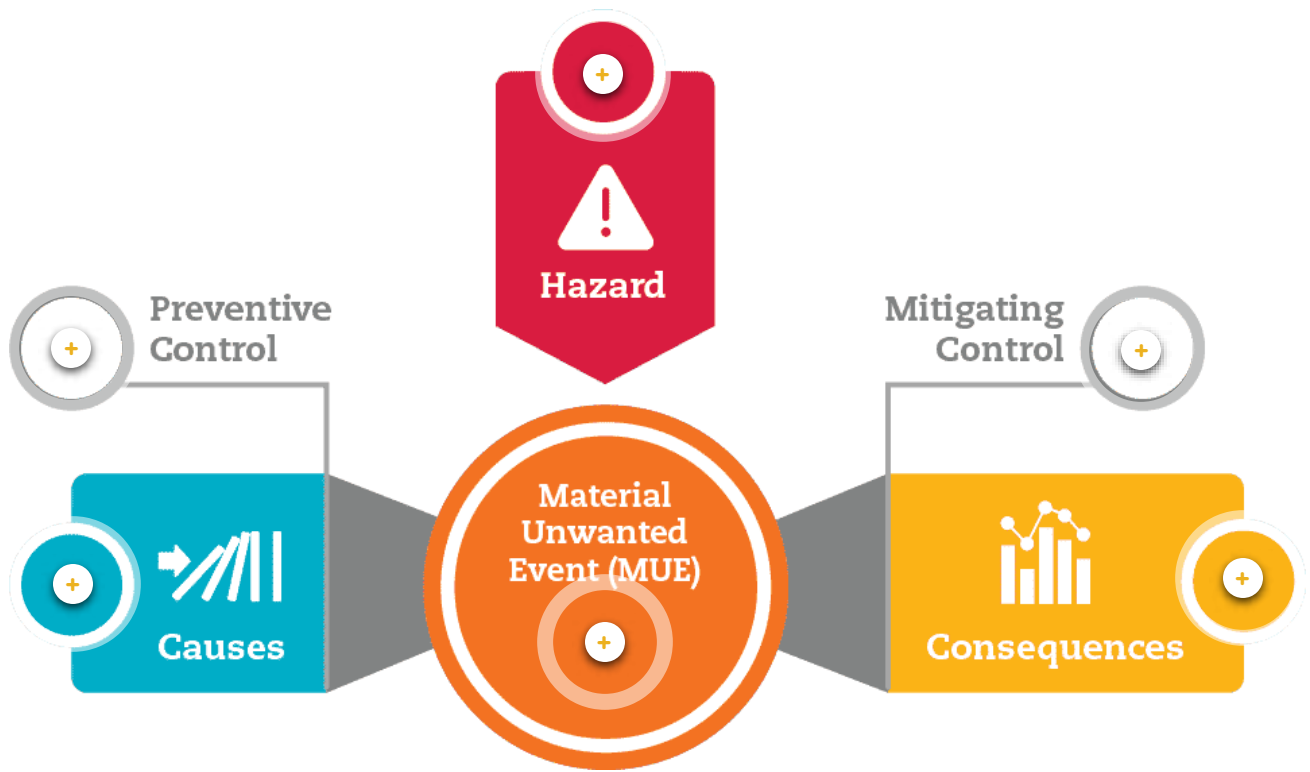 Hazard
Preventive
Control
Mitigating
Control
Material
Unwanted
Event (MUE)
Causes
Consequences